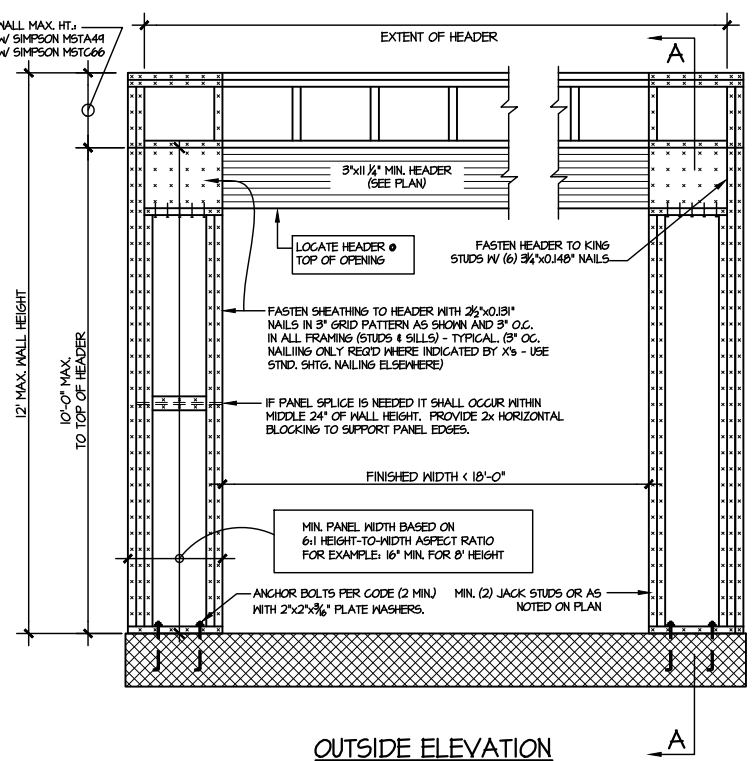 WALL MAX. HT.:
W/ SIMPSON MSTA49
W/ SIMPSON MSTC66
EXTENT OF HEADER
A
3"x11 1/4" MIN. HEADER
(SEE PLAN)
LOCATE HEADER @
TOP OF OPENING
FASTEN HEADER TO KING
STUDS W/ (6) 3 1/4"x0.148" NAILS
FASTEN SHEATHING TO HEADER WITH 2 1/2"x0.131"
NAILS IN 3" GRID PATTERN AS SHOWN AND 3" O.C.
IN ALL FRAMING (STUDS & SILLS) - TYPICAL. (3" OC.
NAILING ONLY REQ'D WHERE INDICATED BY X's - USE
STND. SHTG. NAILING ELSEWHERE)
12' MAX. WALL HEIGHT
10'-0" MAX.
TO TOP OF HEADER
IF PANEL SPLICE IS NEEDED IT SHALL OCCUR WITHIN
MIDDLE 24" OF WALL HEIGHT. PROVIDE 2x HORIZONTAL
BLOCKING TO SUPPORT PANEL EDGES.
FINISHED WIDTH < 18'-0"
MIN. PANEL WIDTH BASED ON
6:1 HEIGHT-TO-WIDTH ASPECT RATIO
FOR EXAMPLE: 16" MIN. FOR 8' HEIGHT
ANCHOR BOLTS PER CODE (2 MIN.)
WITH 2"x2"x3/16" PLATE WASHERS.
MIN. (2) JACK STUDS OR AS
NOTED ON PLAN
OUTSIDE ELEVATION
A